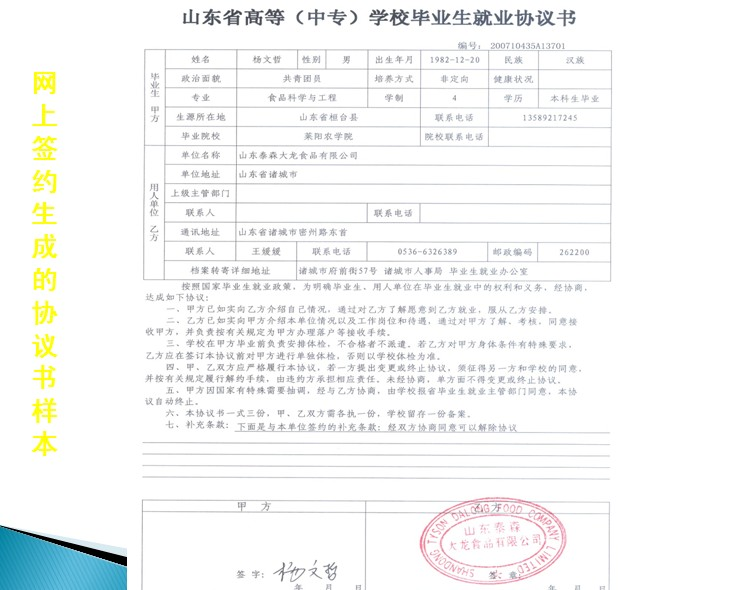 山东省高等（中专）学校毕业生就业协议书
编号： 200710435A13701
网上签约生成的协议书样本
毕业生 甲方
姓名 杨文哲 性别 男 出生年月 1982-12-20 民族 汉族
政治面貌 共青团员 培养方式 非定向 健康状况
专业 食品科学与工程 学制 4 学历 本科生毕业
生源所在地 山东省桓台县 联系电话 13589217245
毕业院校 莱阳农学院 院校联系电话
用人单位 乙方
单位名称 山东泰森大龙食品有限公司
单位地址 山东省诸城市
上级主管部门
联系人 联系电话
通讯地址 山东省诸城市密州路东首
联系人 王媛媛 联系电话 0536-6326389 邮政编码 262200
档案转寄详细地址 诸城市府前街57号 诸城市人事局 毕业生就业办公室
按照国家毕业生就业政策，为明确毕业生、用人单位在毕业生就业中的权利和义务，经协商，
达成如下协议：
一、甲方已如实向乙方介绍自己情况，通过对乙方了解愿意到乙方就业，服从乙方安排。
二、乙方已如实向甲方介绍本单位情况以及工作岗位和待遇，通过对甲方了解、考核，同意接
收甲方，并负责按有关规定为甲方办理落户等接收手续。
三、学校在甲方毕业前负责安排体检，不合格者不派遣。若乙方对甲方身体条件有特殊要求，
乙方应在签订本协议前对甲方进行单独体检，否则以学校体检为准。
四、甲、乙双方应严格履行本协议，若一方提出变更或终止协议，须征得另一方和学校的同意，
并按有关规定履行解约手续，由违约方承担相应责任。未经协商，单方面不得变更或终止协议。
五、甲方因国家有特殊需要抽调，经与乙方协商、由学校报省毕业生就业主管部门同意，本协
议自动终止。
六、本协议书一式三份，甲、乙双方需各执一份，学校留存一份备案。
七、补充条款：下面是与本单位签约的补充条款：经双方协商同意可以解除协议
甲 方 乙 方
SHANDONG TYSON DALONG FOOD COMPANY LIMITED
山东泰森
大龙食品有限公司
签 字：杨文哲 签 章
年 月 日 年 月 日